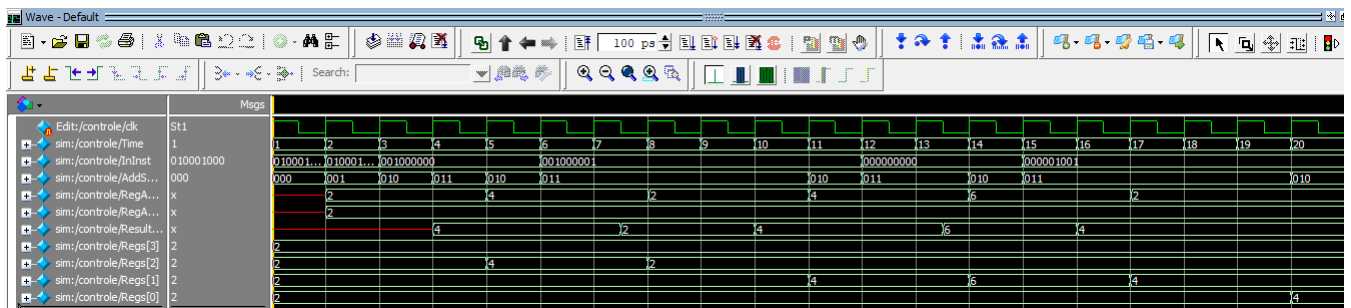 Wave - Default
100 ps
Search:
Msgs
Edit:/controle/clk St1
sim:/controle/Time 1 1 2 3 4 5 6 7 8 9 10 11 12 13 14 15 16 17 18 19 20
sim:/controle/InInst 010001000 010001... 010001... 001000000 001000001 000000000 000001001
sim:/controle/AddS... 000 000 001 010 011 010 011 010 011 010 011 010
sim:/controle/RegA... x 2 4 2 4 6 2
sim:/controle/RegA... x 2
sim:/controle/Result... x 4 2 4 6 4
sim:/controle/Regs[3] 2 2
sim:/controle/Regs[2] 2 2 4 2
sim:/controle/Regs[1] 2 2 4 6 4
sim:/controle/Regs[0] 2 2 4